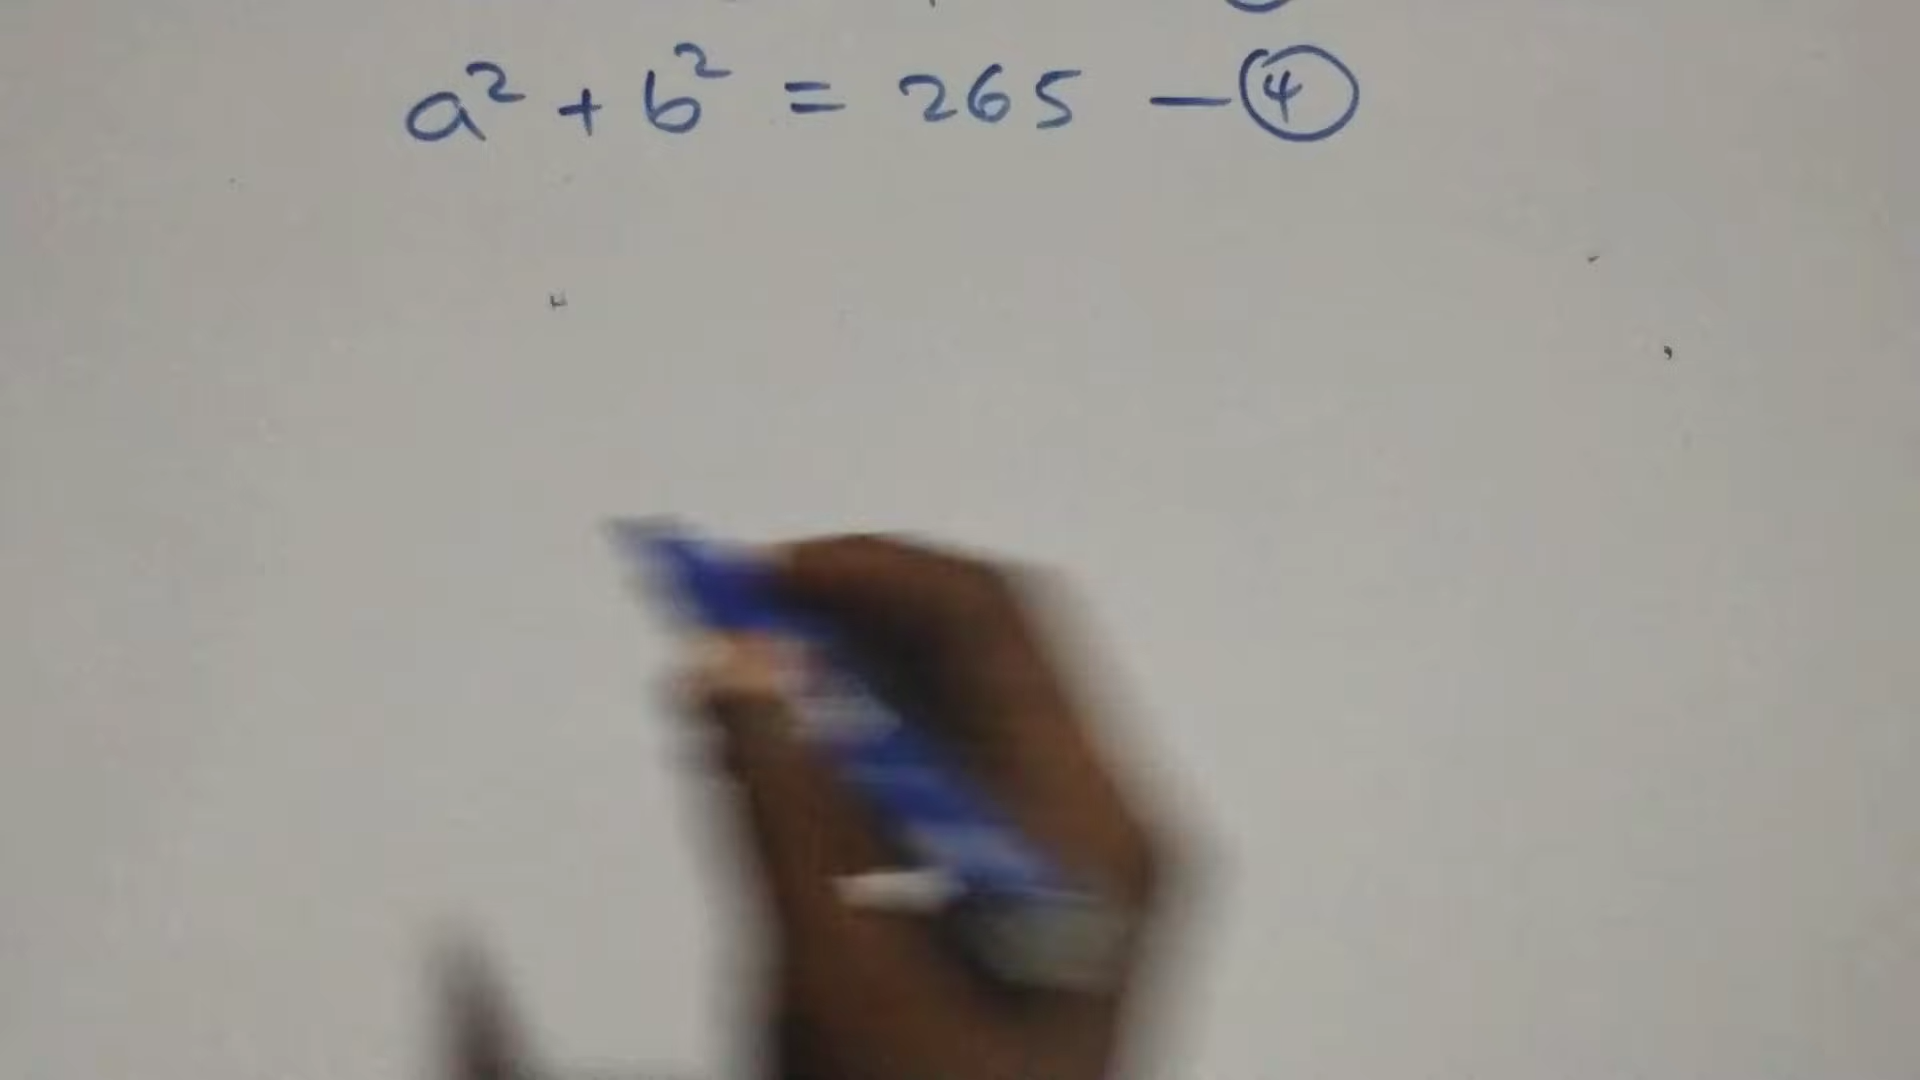 a² + b² = 265 — ④